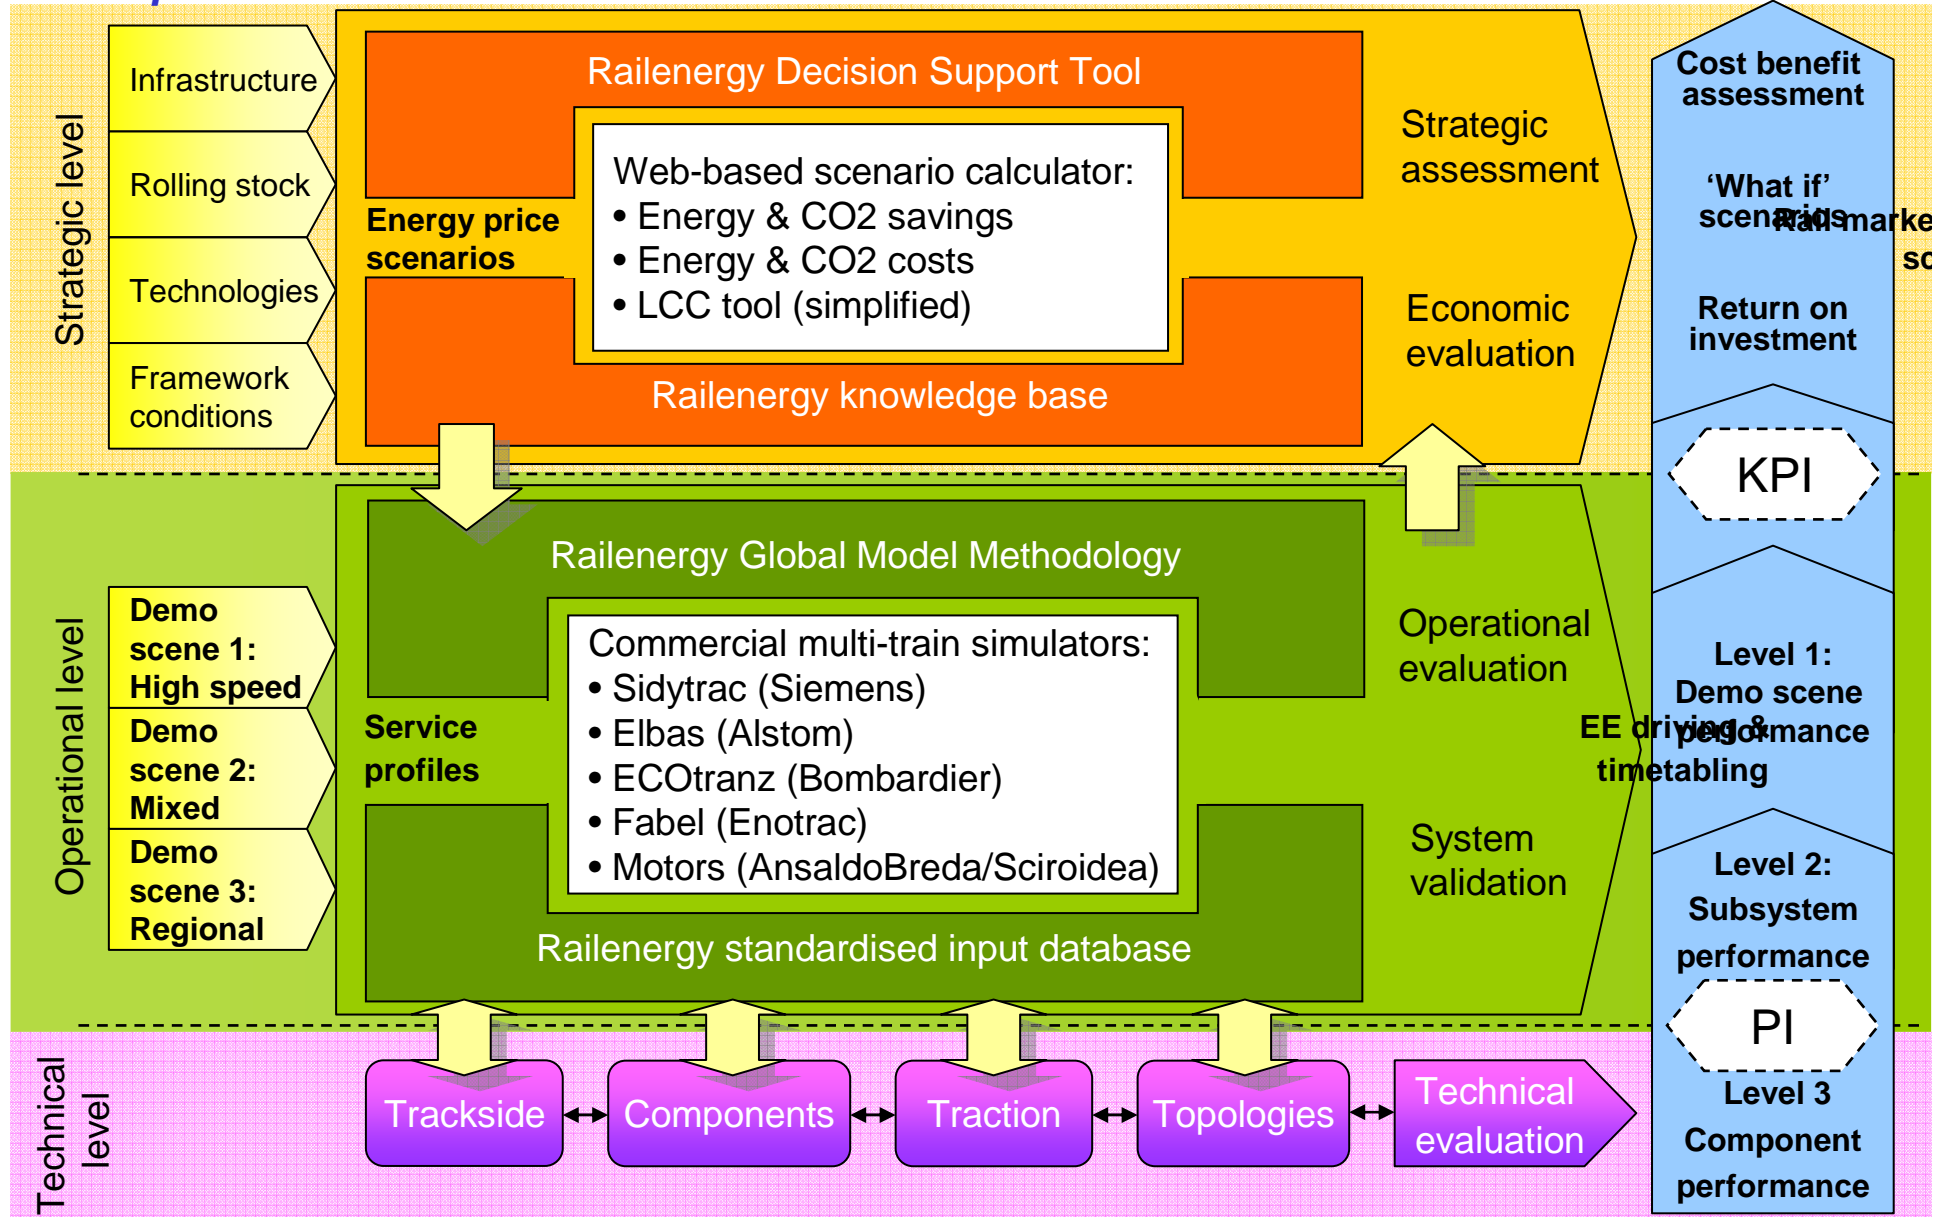 Strategic level
Infrastructure
Rolling stock
Technologies
Framework
conditions
Railenergy Decision Support Tool
Energy price
scenarios
Web-based scenario calculator:
• Energy & CO2 savings
• Energy & CO2 costs
• LCC tool (simplified)
Railenergy knowledge base
Strategic
assessment
Economic
evaluation
Cost benefit
assessment
‘What if’
scenarios
Rail
Return on
investment
KPI
Operational level
Demo
scene 1:
High speed
Demo
scene 2:
Mixed
Demo
scene 3:
Regional
Railenergy Global Model Methodology
Service
profiles
Commercial multi-train simulators:
• Sidytrac (Siemens)
• Elbas (Alstom)
• ECOtranz (Bombardier)
• Fabel (Enotrac)
• Motors (AnsaldoBreda/Sciroidea)
Railenergy standardised input database
Operational
evaluation
EE driving &
timetabling
System
validation
Level 1:
Demo scene
performance
Level 2:
Subsystem
performance
PI
Technical
level
Trackside
Components
Traction
Topologies
Technical
evaluation
Level 3
Component
performance